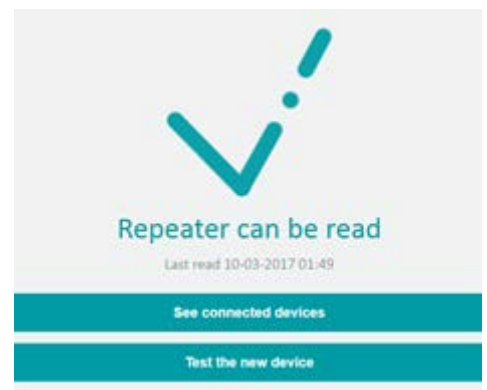 Repeater can be read
Last read 10-03-2017 01:49
See connected devices
Test the new device